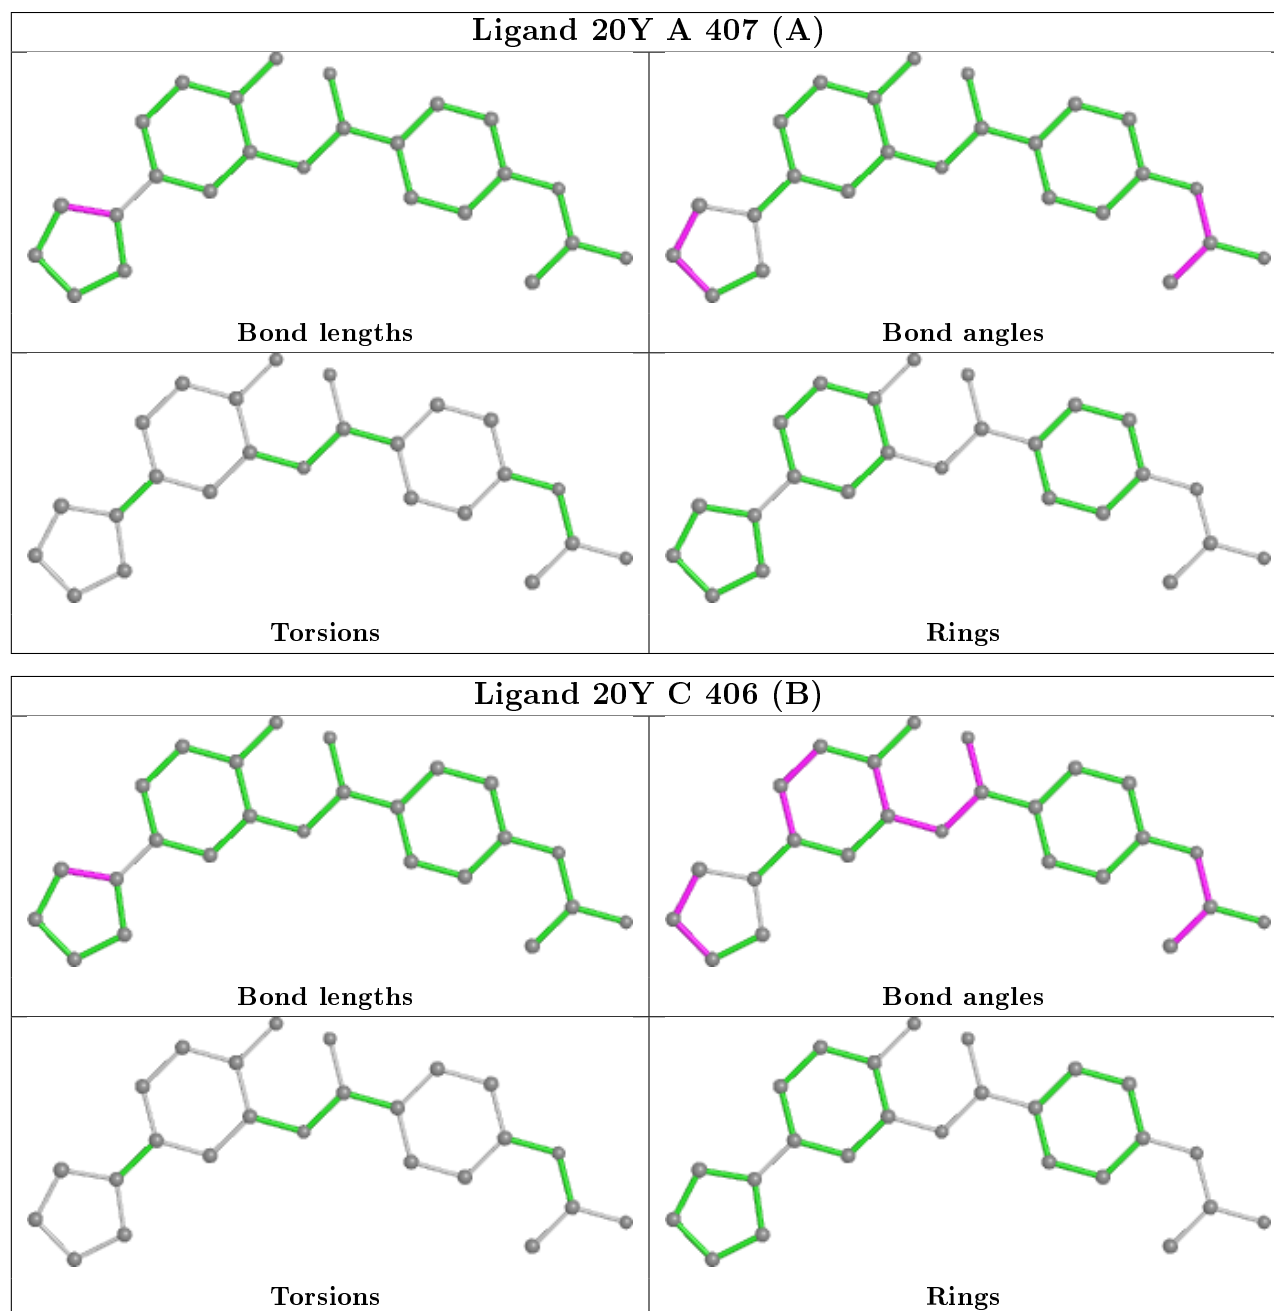 Ligand 20Y A 407 (A)
Bond lengths
Bond angles
Torsions
Rings
Ligand 20Y C 406 (B)
Bond lengths
Bond angles
Torsions
Rings